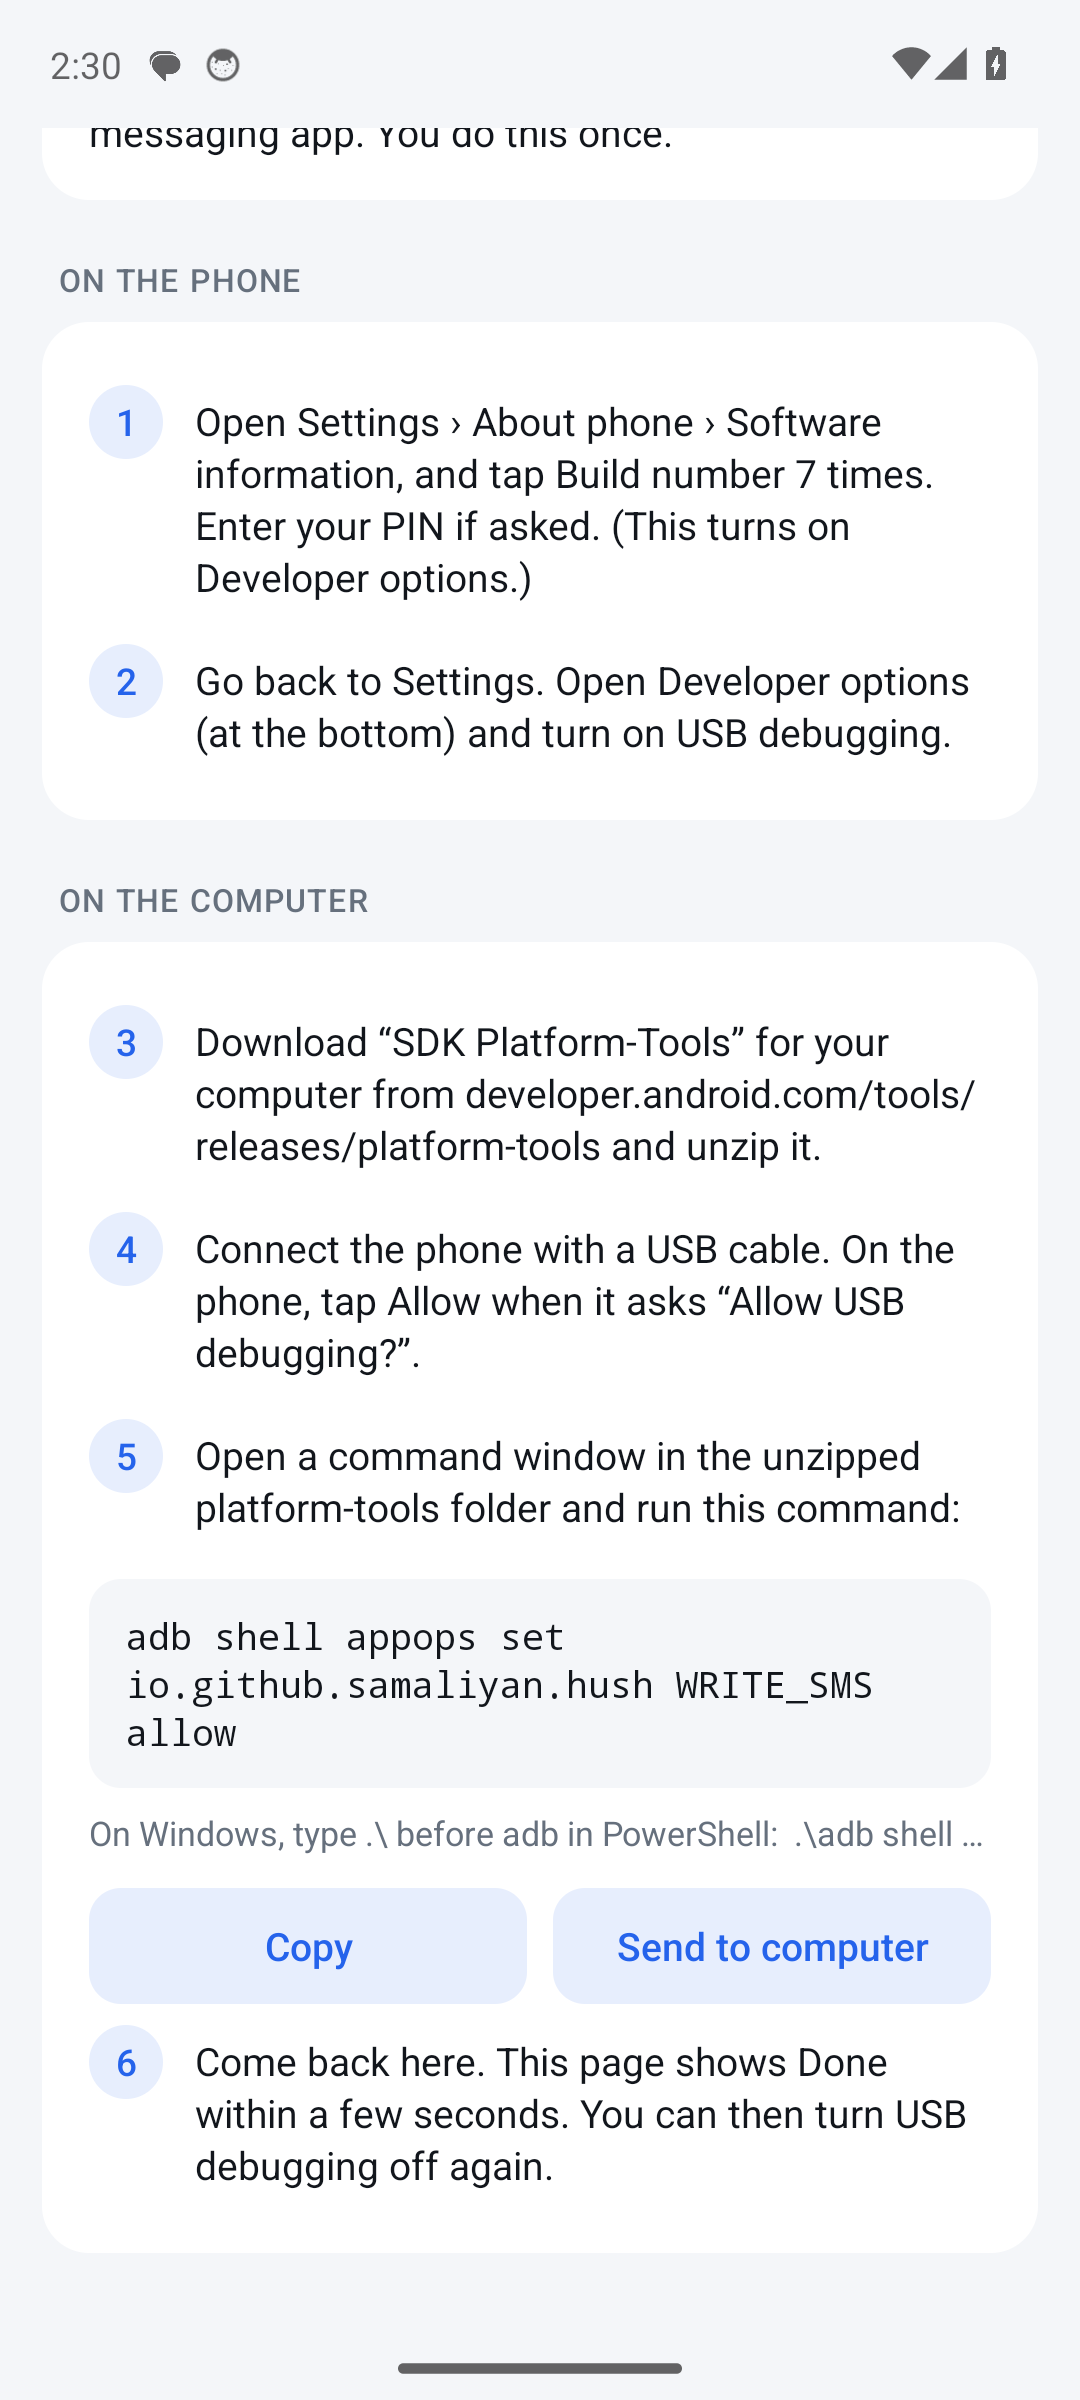 2:30
messaging app. You do this once.
ON THE PHONE
1
Open Settings › About phone › Software
information, and tap Build number 7 times.
Enter your PIN if asked. (This turns on
Developer options.)
2
Go back to Settings. Open Developer options
(at the bottom) and turn on USB debugging.
ON THE COMPUTER
3
Download “SDK Platform-Tools” for your
computer from developer.android.com/tools/
releases/platform-tools and unzip it.
4
Connect the phone with a USB cable. On the
phone, tap Allow when it asks “Allow USB
debugging?”.
5
Open a command window in the unzipped
platform-tools folder and run this command:
adb shell appops set
io.github.samaliyan.hush WRITE_SMS
allow
On Windows, type .\ before adb in PowerShell:  .\adb shell …
Copy
Send to computer
6
Come back here. This page shows Done
within a few seconds. You can then turn USB
debugging off again.